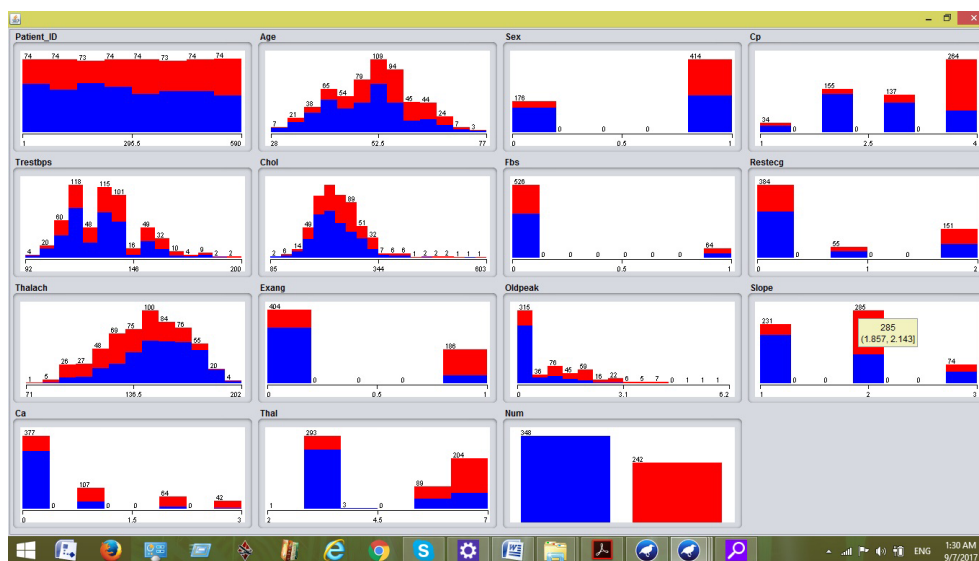 Patient_ID
74 74 73 74 74 73 74 74
1 295.5 590
Age
7 21 38 65 54 79 109 94 45 44 24 7 3
28 52.5 77
Sex
176 0 0 0 414
0 0.5 1
Cp
34 0 155 0 137 0 264
1 2.5 4
Trestbps
4 20 60 118 48 115 101 16 49 32 10 4 9 2 2
92 146 200
Chol
2 6 14 49 89 51 32 7 6 6 1 2 2 2 1 1 1
85 344 603
Fbs
526 0 0 0 0 0 0 64
0 0.5 1
Restecg
384 0 55 0 0 151
0 1 2
Thalach
1 5 26 27 48 69 75 100 84 76 55 20 4
71 136.5 202
Exang
404 0 0 0 186
0 0.5 1
Oldpeak
315 36 76 45 59 16 22 6 5 7 0 1 1 1
0 3.1 6.2
Slope
231 0 0 285 0 0 74
285
(1.857, 2.143]
1 2 3
Ca
377 0 107 0 0 64 0 42
0 1.5 3
Thal
1 293 3 0 89 204
2 4.5 7
Num
348 242
ENG
1:30 AM
9/7/2017